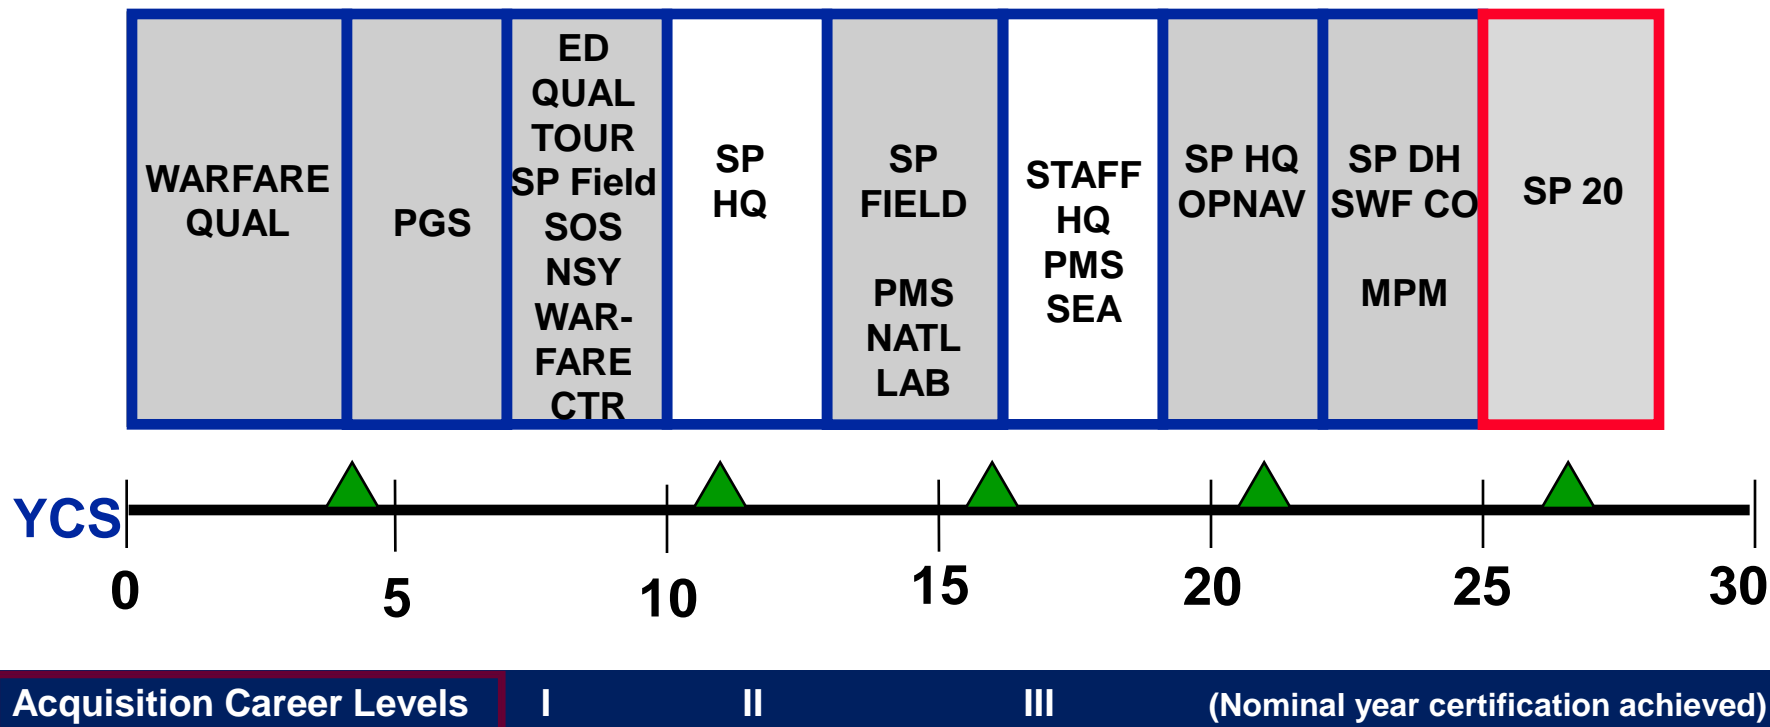 WARFARE
QUAL
PGS
ED
QUAL
TOUR
SP Field
SOS
NSY
WAR-
FARE
CTR
SP
HQ
SP
FIELD
PMS
NATL
LAB
STAFF
HQ
PMS
SEA
SP HQ
OPNAV
SP DH
SWF CO
MPM
SP 20
YCS
0 5 10 15 20 25 30
Acquisition Career Levels I II III (Nominal year certification achieved)